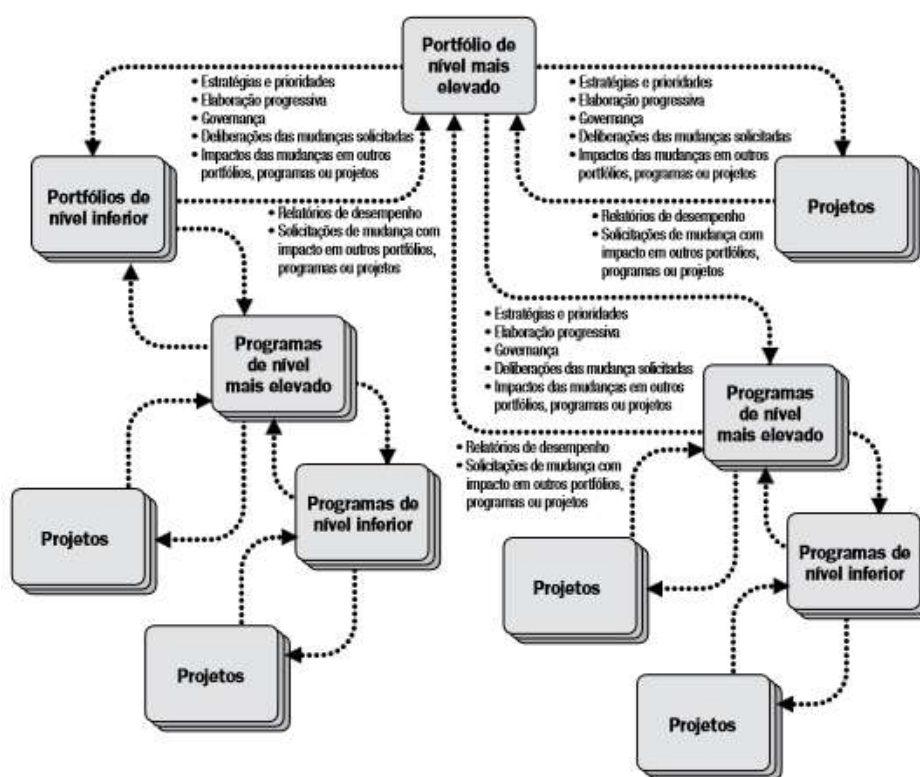 Portfólio de
nível mais
elevado
• Estratégias e prioridades
• Elaboração progressiva
• Governança
• Deliberações das mudanças solicitadas
• Impactos das mudanças em outros
portfólios, programas ou projetos
• Estratégias e prioridades
• Elaboração progressiva
• Governança
• Deliberações das mudanças solicitadas
• Impactos das mudanças em outros
portfólios, programas ou projetos
Portfólios de
nível inferior
Projetos
• Relatórios de desempenho
• Solicitações de mudança com
impacto em outros portfólios,
programas ou projetos
• Relatórios de desempenho
• Solicitações de mudança com
impacto em outros portfólios,
programas ou projetos
• Estratégias e prioridades
• Elaboração progressiva
• Governança
• Deliberações das mudança solicitadas
• Impactos das mudanças em outros
portfólios, programas ou projetos
Programas
de nível
mais elevado
Programas
de nível
mais elevado
• Relatórios de desempenho
• Solicitações de mudança com
impacto em outros portfólios,
programas ou projetos
Projetos
Programas de
nível inferior
Projetos
Programas de
nível inferior
Projetos
Projetos